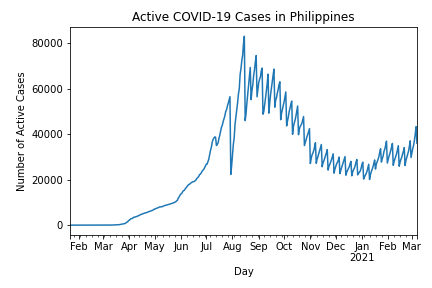 Active COVID-19 Cases in Philippines
Number of Active Cases
80000
60000
40000
20000
0
Feb Mar Apr May Jun Jul Aug Sep Oct Nov Dec Jan Feb Mar
2021
Day